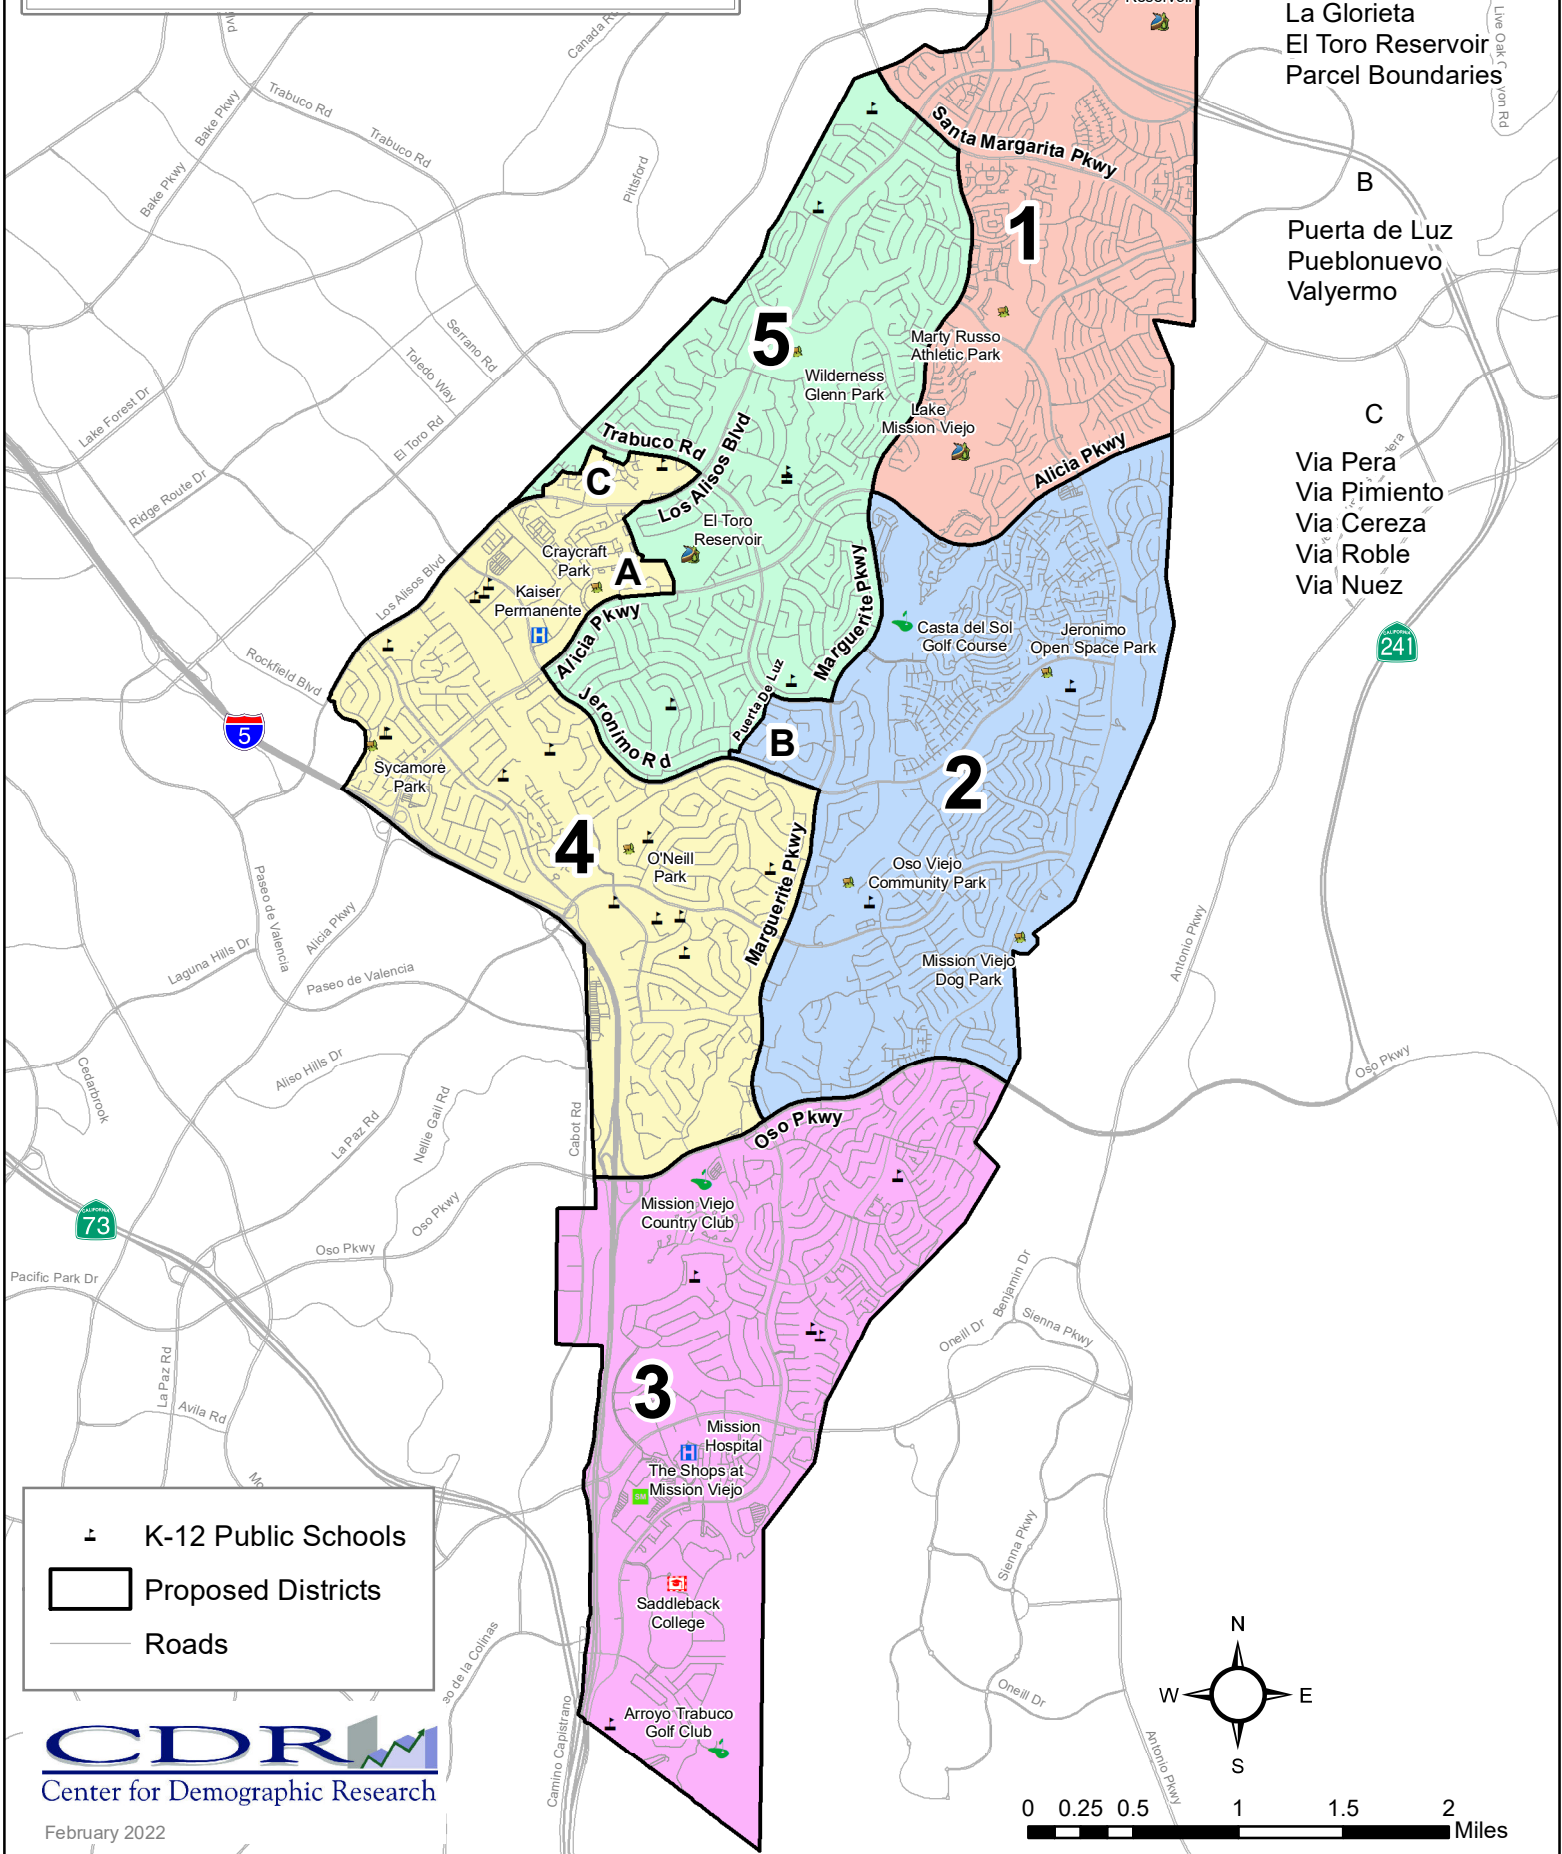 Reservoir
La Glorieta
El Toro Reservoir
Parcel Boundaries
Live Oak Canyon Rd
B
Puerta de Luz
Pueblonuevo
Valyermo
C
Via Pera
Via Pimiento
Via Cereza
Via Roble
Via Nuez
CALIFORNIA
241
Blvd
Canada Rd
Bake Pkwy
Trabuco Rd
Trabuco Rd
Bake Pkwy
Pittsford
Santa Margarita Pkwy
1
5
Serrano Rd
Toledo Way
Lake Forest Dr
El Toro Rd
Ridge Route Dr
Marty Russo
Athletic Park
Wilderness
Glenn Park
Lake
Mission Viejo
Alicia Pkwy
Trabuco Rd
Los Alisos Blvd
C
El Toro
Reservoir
Craycraft
Park
A
Kaiser
Permanente
H
Los Alisos Blvd
Alicia Pkwy
Marguerite Pkwy
Casta del Sol
Golf Course
Jeronimo
Open Space Park
Rockfield Blvd
5
Jeronimo Rd
Puerta De Luz
B
2
Sycamore
Park
4
O'Neill
Park
Marguerite Pkwy
Oso Viejo
Community Park
Paseo de Valencia
Alicia Pkwy
Laguna Hills Dr
Paseo de Valencia
Mission Viejo
Dog Park
Antonio Pkwy
Oso Pkwy
Cedarbrook
Aliso Hills Dr
La Paz Rd
Nellie Gail Rd
Cabot Rd
Oso Pkwy
Mission Viejo
Country Club
CALIFORNIA
73
Oso Pkwy
Oso Pkwy
Pacific Park Dr
Benjamin Dr
Oneill Dr
Sienna Pkwy
La Paz Rd
Avila Rd
3
Mission
Hospital
H
The Shops at
Mission Viejo
SM
Sienna Pkwy
Saddleback
College
Oneill Dr
Arroyo Trabuco
Golf Club
Camino Capistrano
Antonio Pkwy
K-12 Public Schools
Proposed Districts
Roads
eo de la Colinas
CDR
Center for Demographic Research
February 2022
N
W
E
S
0 0.25 0.5 1 1.5 2
Miles